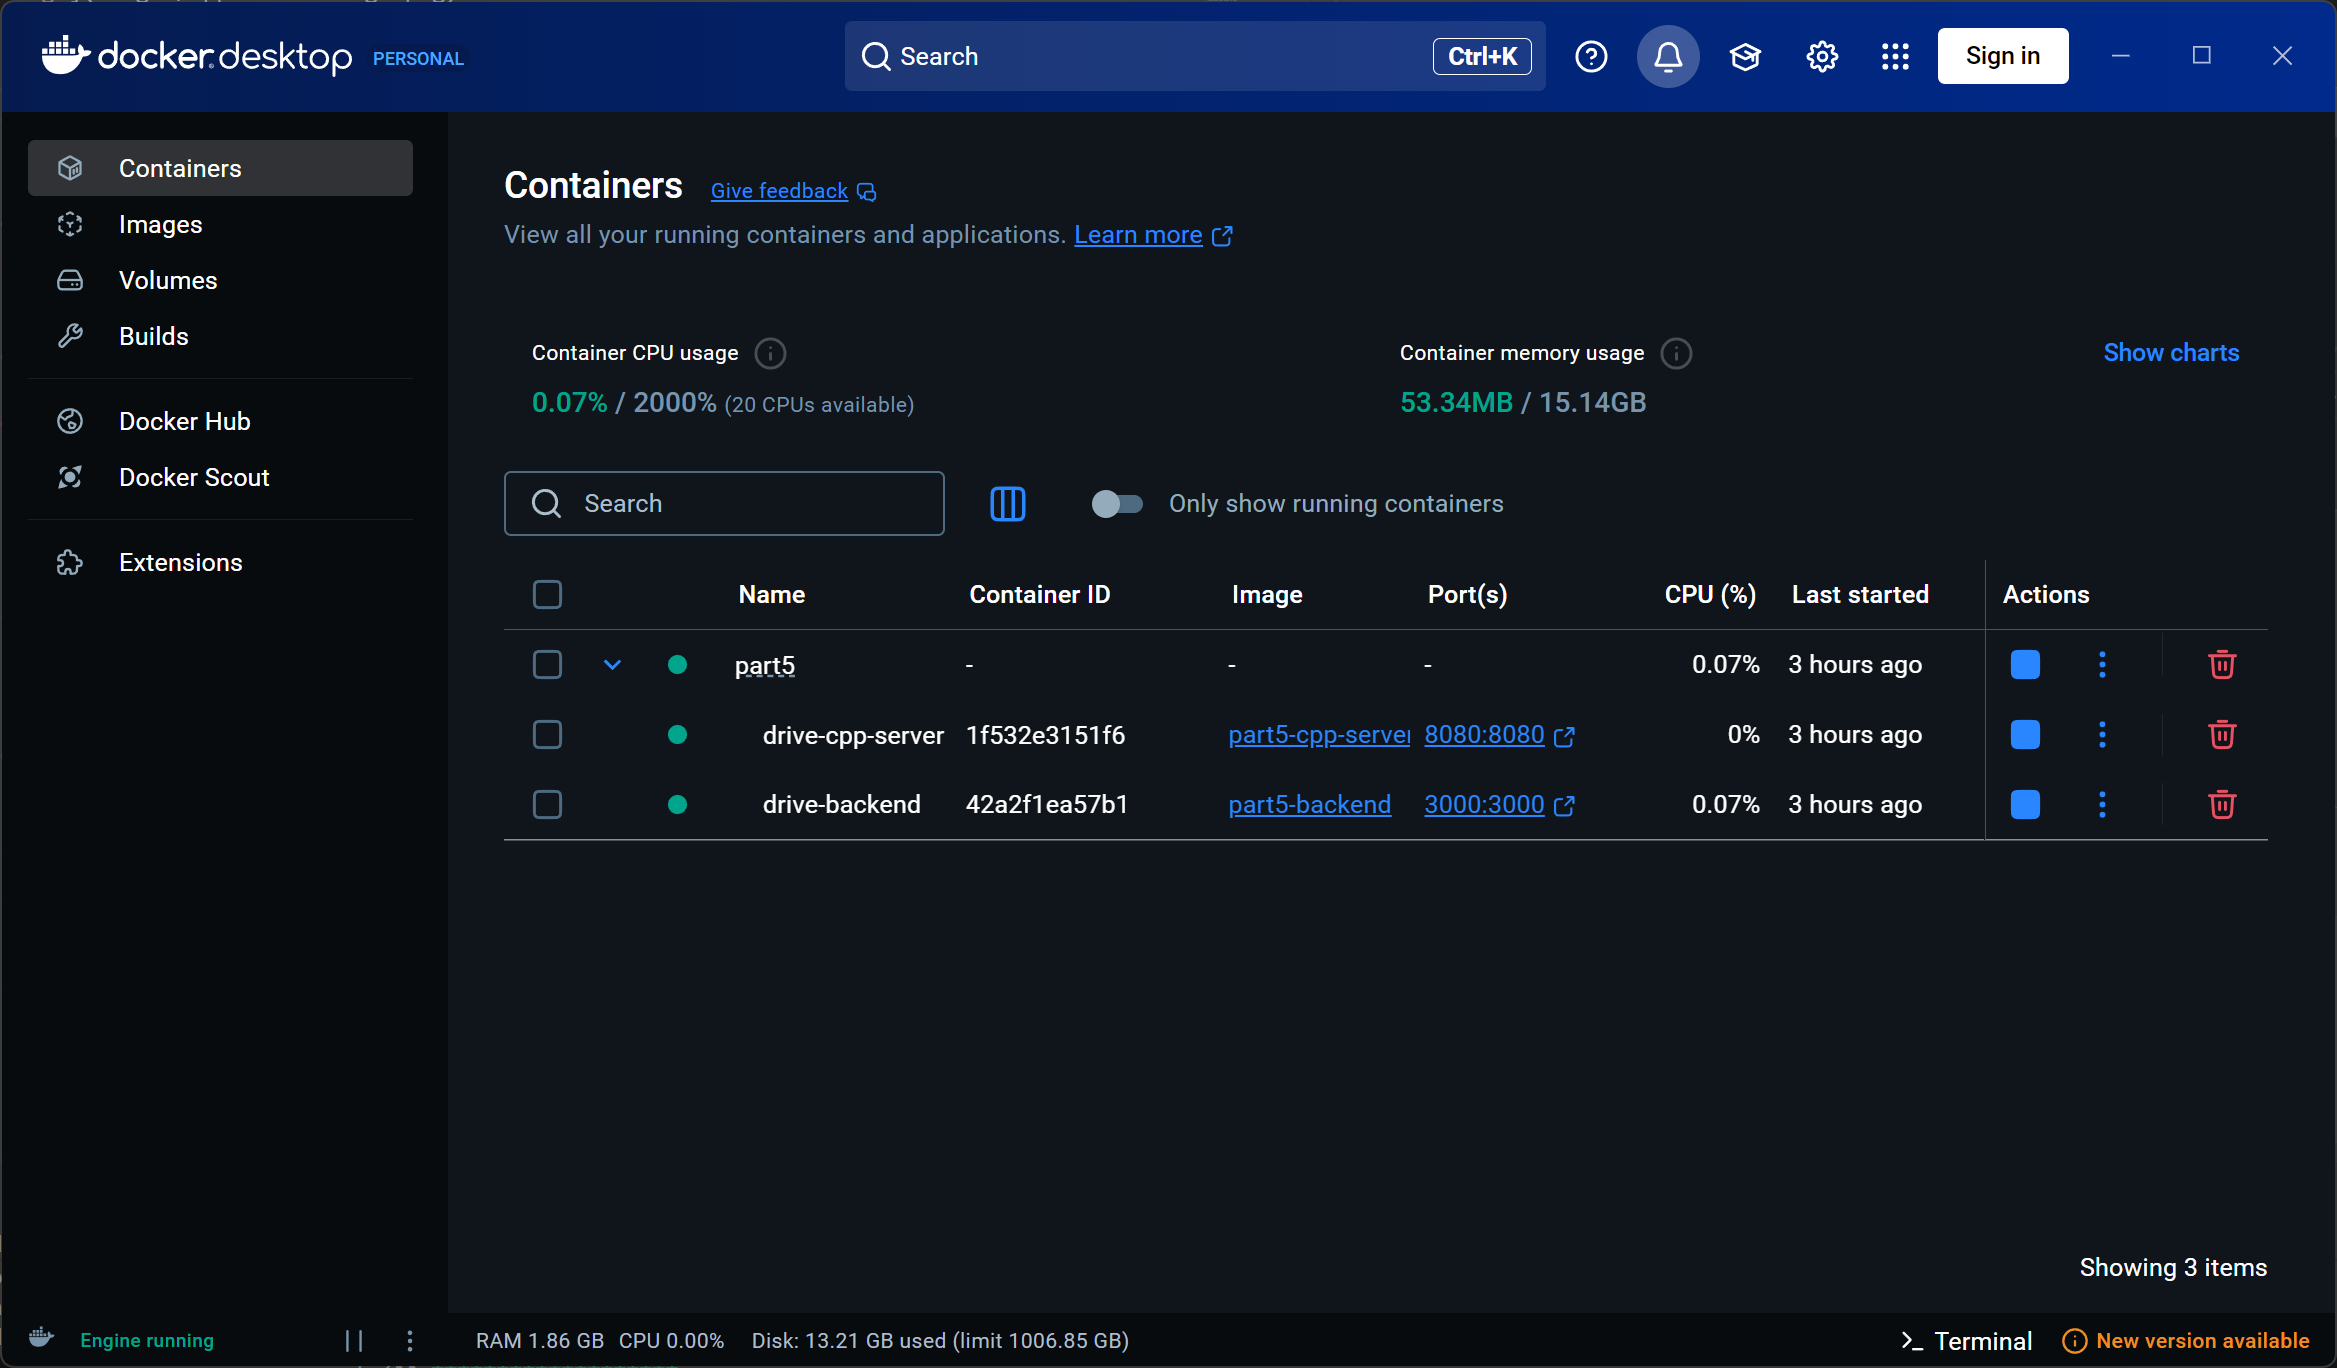 docker desktop PERSONAL
Search Ctrl+K
Sign in
Containers
Images
Volumes
Builds
Docker Hub
Docker Scout
Extensions
Containers Give feedback
View all your running containers and applications. Learn more
Container CPU usage
0.07% / 2000% (20 CPUs available)
Container memory usage
53.34MB / 15.14GB
Show charts
Search
Only show running containers
Name Container ID Image Port(s) CPU (%) Last started Actions
part5 - - - 0.07% 3 hours ago
drive-cpp-server 1f532e3151f6 part5-cpp-server 8080:8080 0% 3 hours ago
drive-backend 42a2f1ea57b1 part5-backend 3000:3000 0.07% 3 hours ago
Showing 3 items
Engine running
RAM 1.86 GB CPU 0.00% Disk: 13.21 GB used (limit 1006.85 GB)
Terminal
New version available